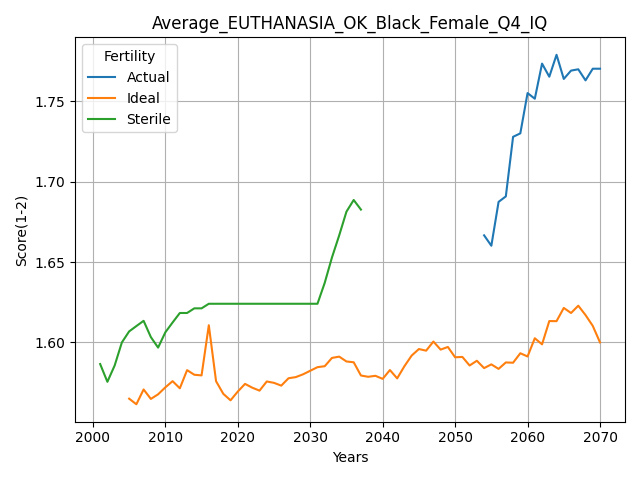 Average_EUTHANASIA_OK_Black_Female_Q4_IQ
Fertility
Actual
Ideal
Sterile
Score(1-2)
1.75
1.70
1.65
1.60
2000 2010 2020 2030 2040 2050 2060 2070
Years